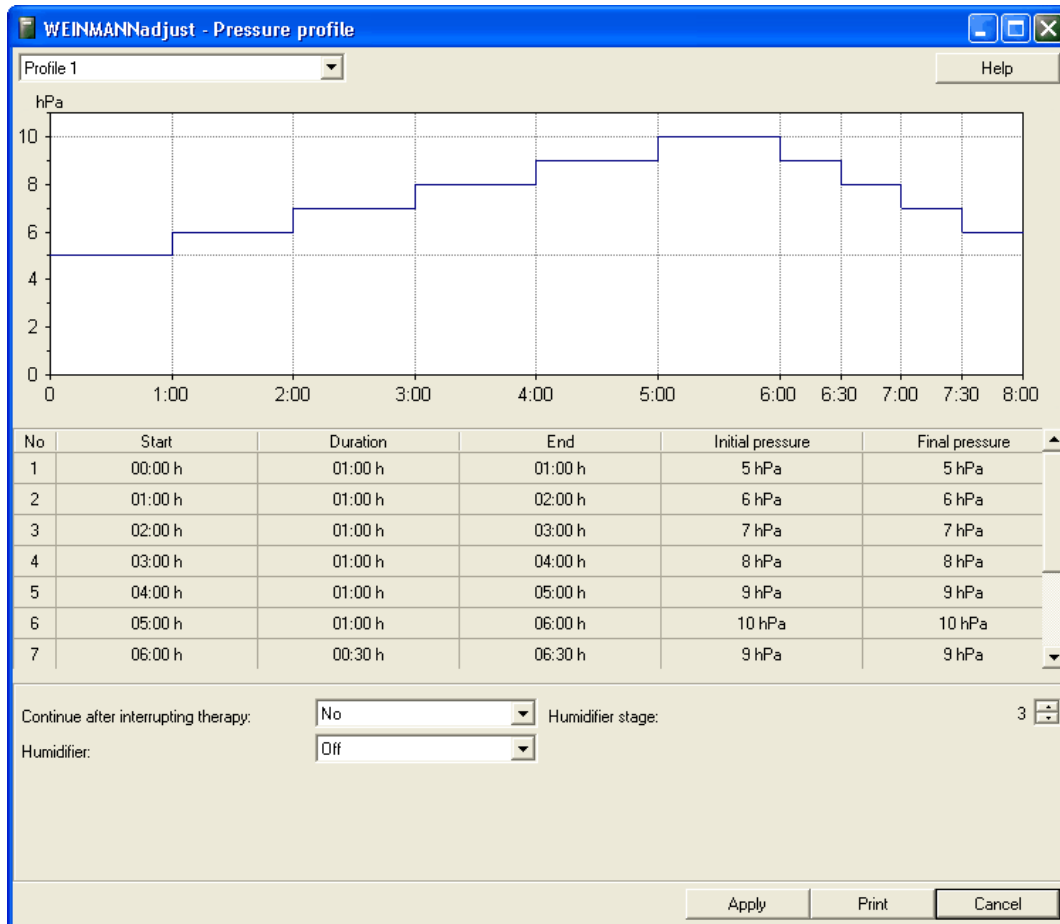 WEINMANNadjust - Pressure profile
Profile 1 Help
hPa
10
8
6
4
2
0
0 1:00 2:00 3:00 4:00 5:00 6:00 6:30 7:00 7:30 8:00
No Start Duration End Initial pressure Final pressure
1 00:00 h 01:00 h 01:00 h 5 hPa 5 hPa
2 01:00 h 01:00 h 02:00 h 6 hPa 6 hPa
3 02:00 h 01:00 h 03:00 h 7 hPa 7 hPa
4 03:00 h 01:00 h 04:00 h 8 hPa 8 hPa
5 04:00 h 01:00 h 05:00 h 9 hPa 9 hPa
6 05:00 h 01:00 h 06:00 h 10 hPa 10 hPa
7 06:00 h 00:30 h 06:30 h 9 hPa 9 hPa
Continue after interrupting therapy: No Humidifier stage: 3
Humidifier: Off
Apply Print Cancel